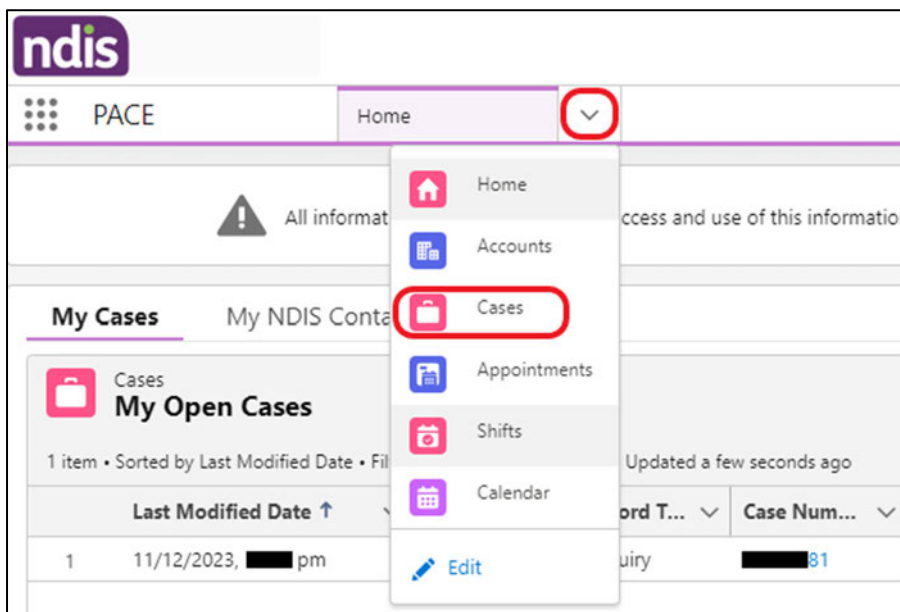 ndis
PACE
Home
Home
All informat
ccess and use of this informatio
Accounts
My Cases
My NDIS Conta
Cases
Appointments
Cases
My Open Cases
Shifts
1 item • Sorted by Last Modified Date • Fil
Updated a few seconds ago
Calendar
Last Modified Date ↑
ord T...
Case Num...
1 11/12/2023, pm
uiry
81
Edit